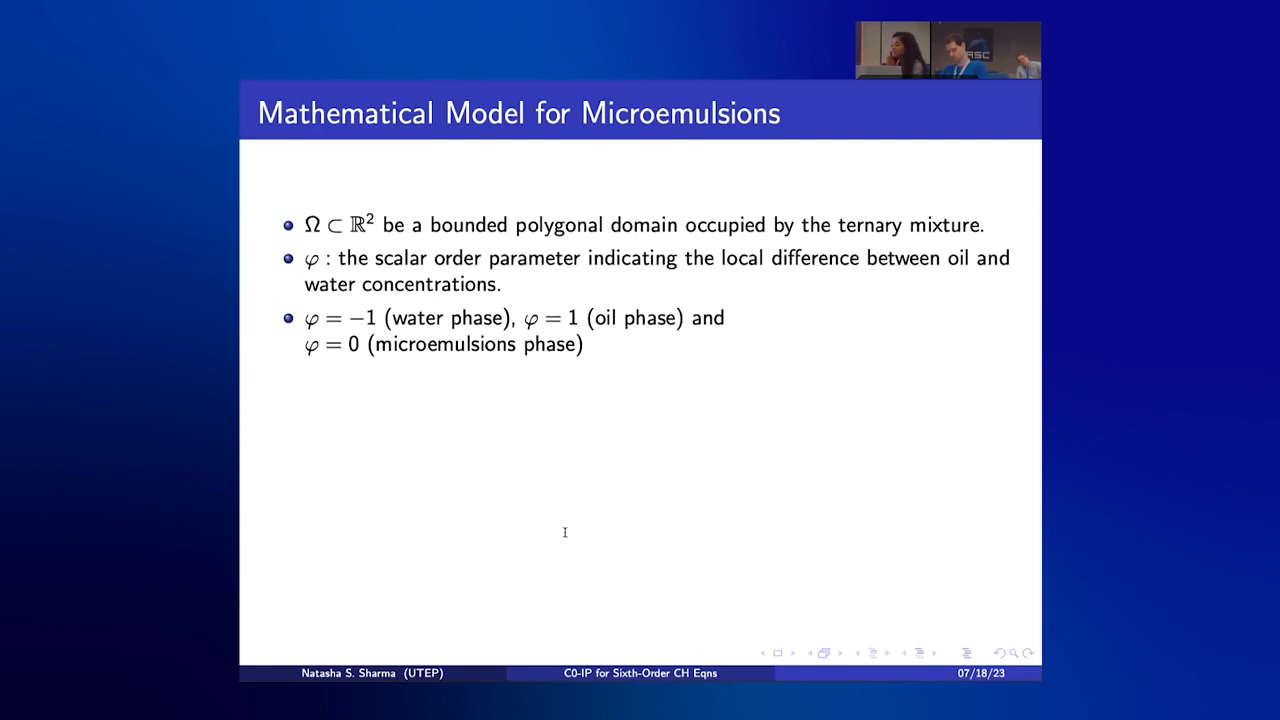 ASC
Mathematical Model for Microemulsions
Ω ⊂ ℝ² be a bounded polygonal domain occupied by the ternary mixture.
φ : the scalar order parameter indicating the local difference between oil and
water concentrations.
φ = −1 (water phase), φ = 1 (oil phase) and
φ = 0 (microemulsions phase)
Natasha S. Sharma (UTEP) C0-IP for Sixth-Order CH Eqns 07/18/23